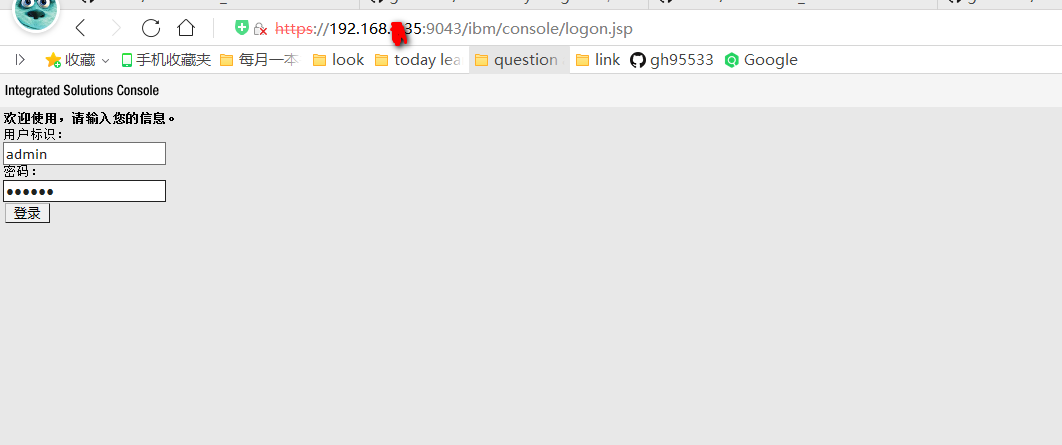 https://192.168. 35:9043/ibm/console/logon.jsp
收藏 手机收藏夹 每月一本 look today lea question link gh95533 Google
Integrated Solutions Console
欢迎使用，请输入您的信息。
用户标识：
admin
密码：
••••••
登录